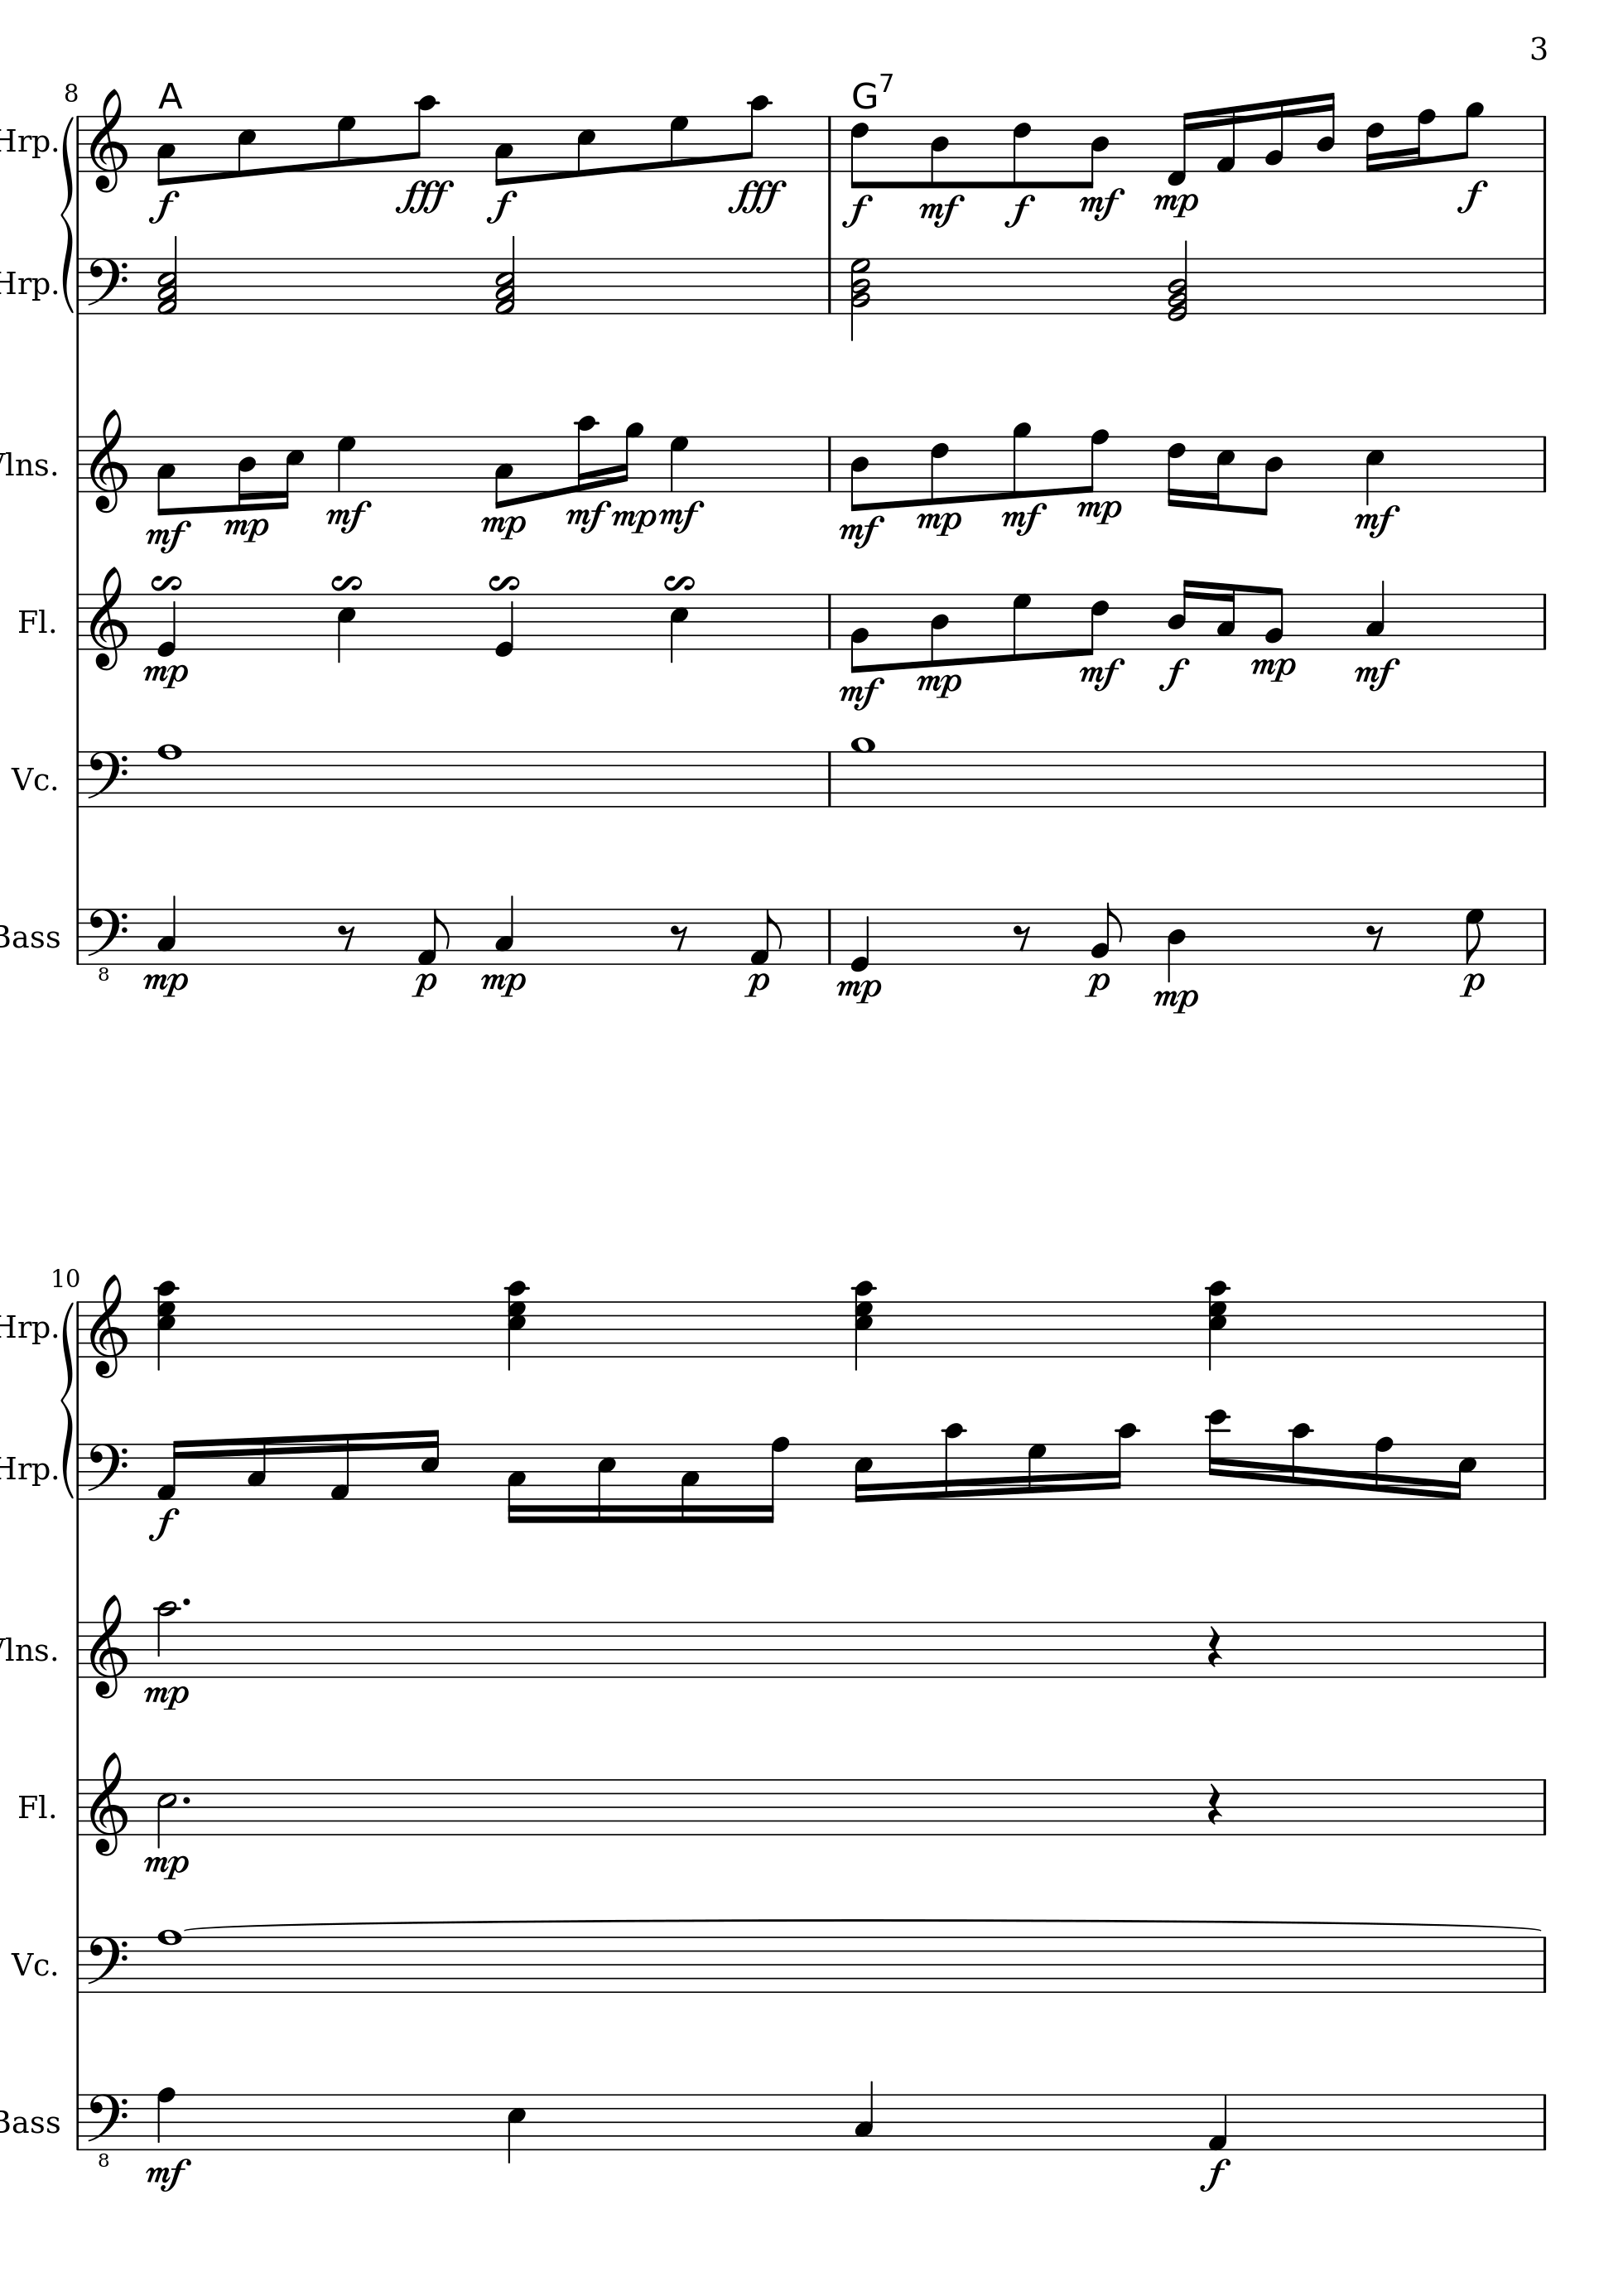 3
8 A G7
Hrp.
f fff f fff f mf f mf mp f
Hrp.
Vlns.
mf mp mf mp mf mp mf mf mp mf mp mf
Fl.
mp mf mp mf f mp mf
Vc.
Bass
8 mp p mp p mp p mp p
10
Hrp.
Hrp.
f
Vlns.
mp
Fl.
mp
Vc.
Bass
8 mf f